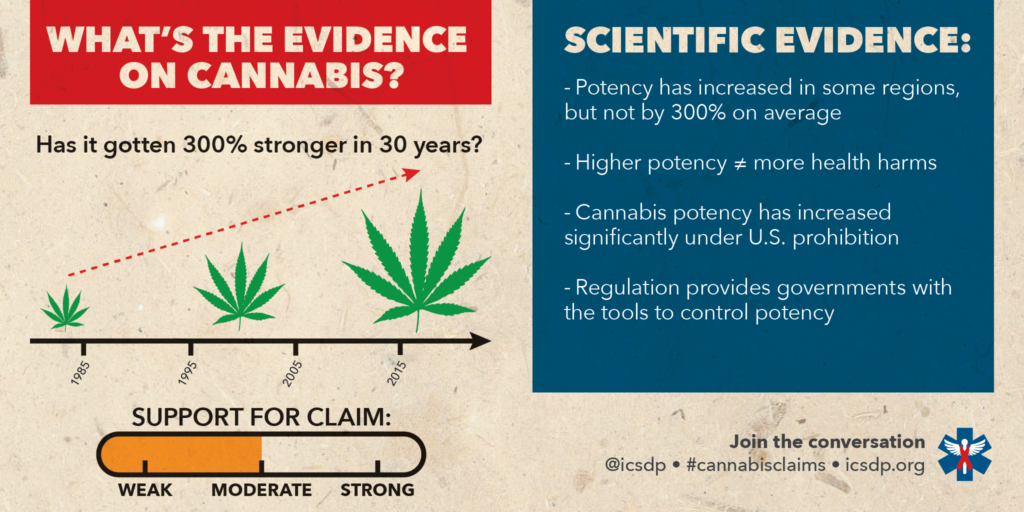 WHAT'S THE EVIDENCE
ON CANNABIS?
Has it gotten 300% stronger in 30 years?
1985
1995
2005
2015
SUPPORT FOR CLAIM:
WEAK
MODERATE
STRONG
SCIENTIFIC EVIDENCE:
- Potency has increased in some regions,
but not by 300% on average
- Higher potency ≠ more health harms
- Cannabis potency has increased
significantly under U.S. prohibition
- Regulation provides governments with
the tools to control potency
Join the conversation
@icsdp • #cannabisclaims • icsdp.org